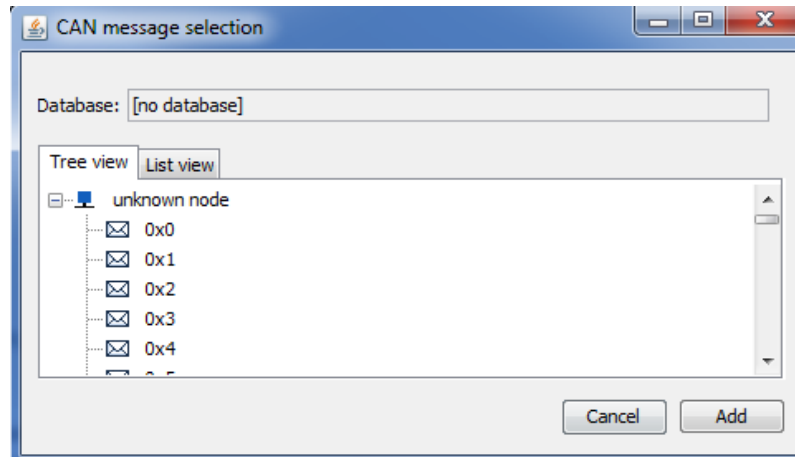 CAN message selection
Database: [no database]
Tree view List view
unknown node
0x0
0x1
0x2
0x3
0x4
Cancel Add